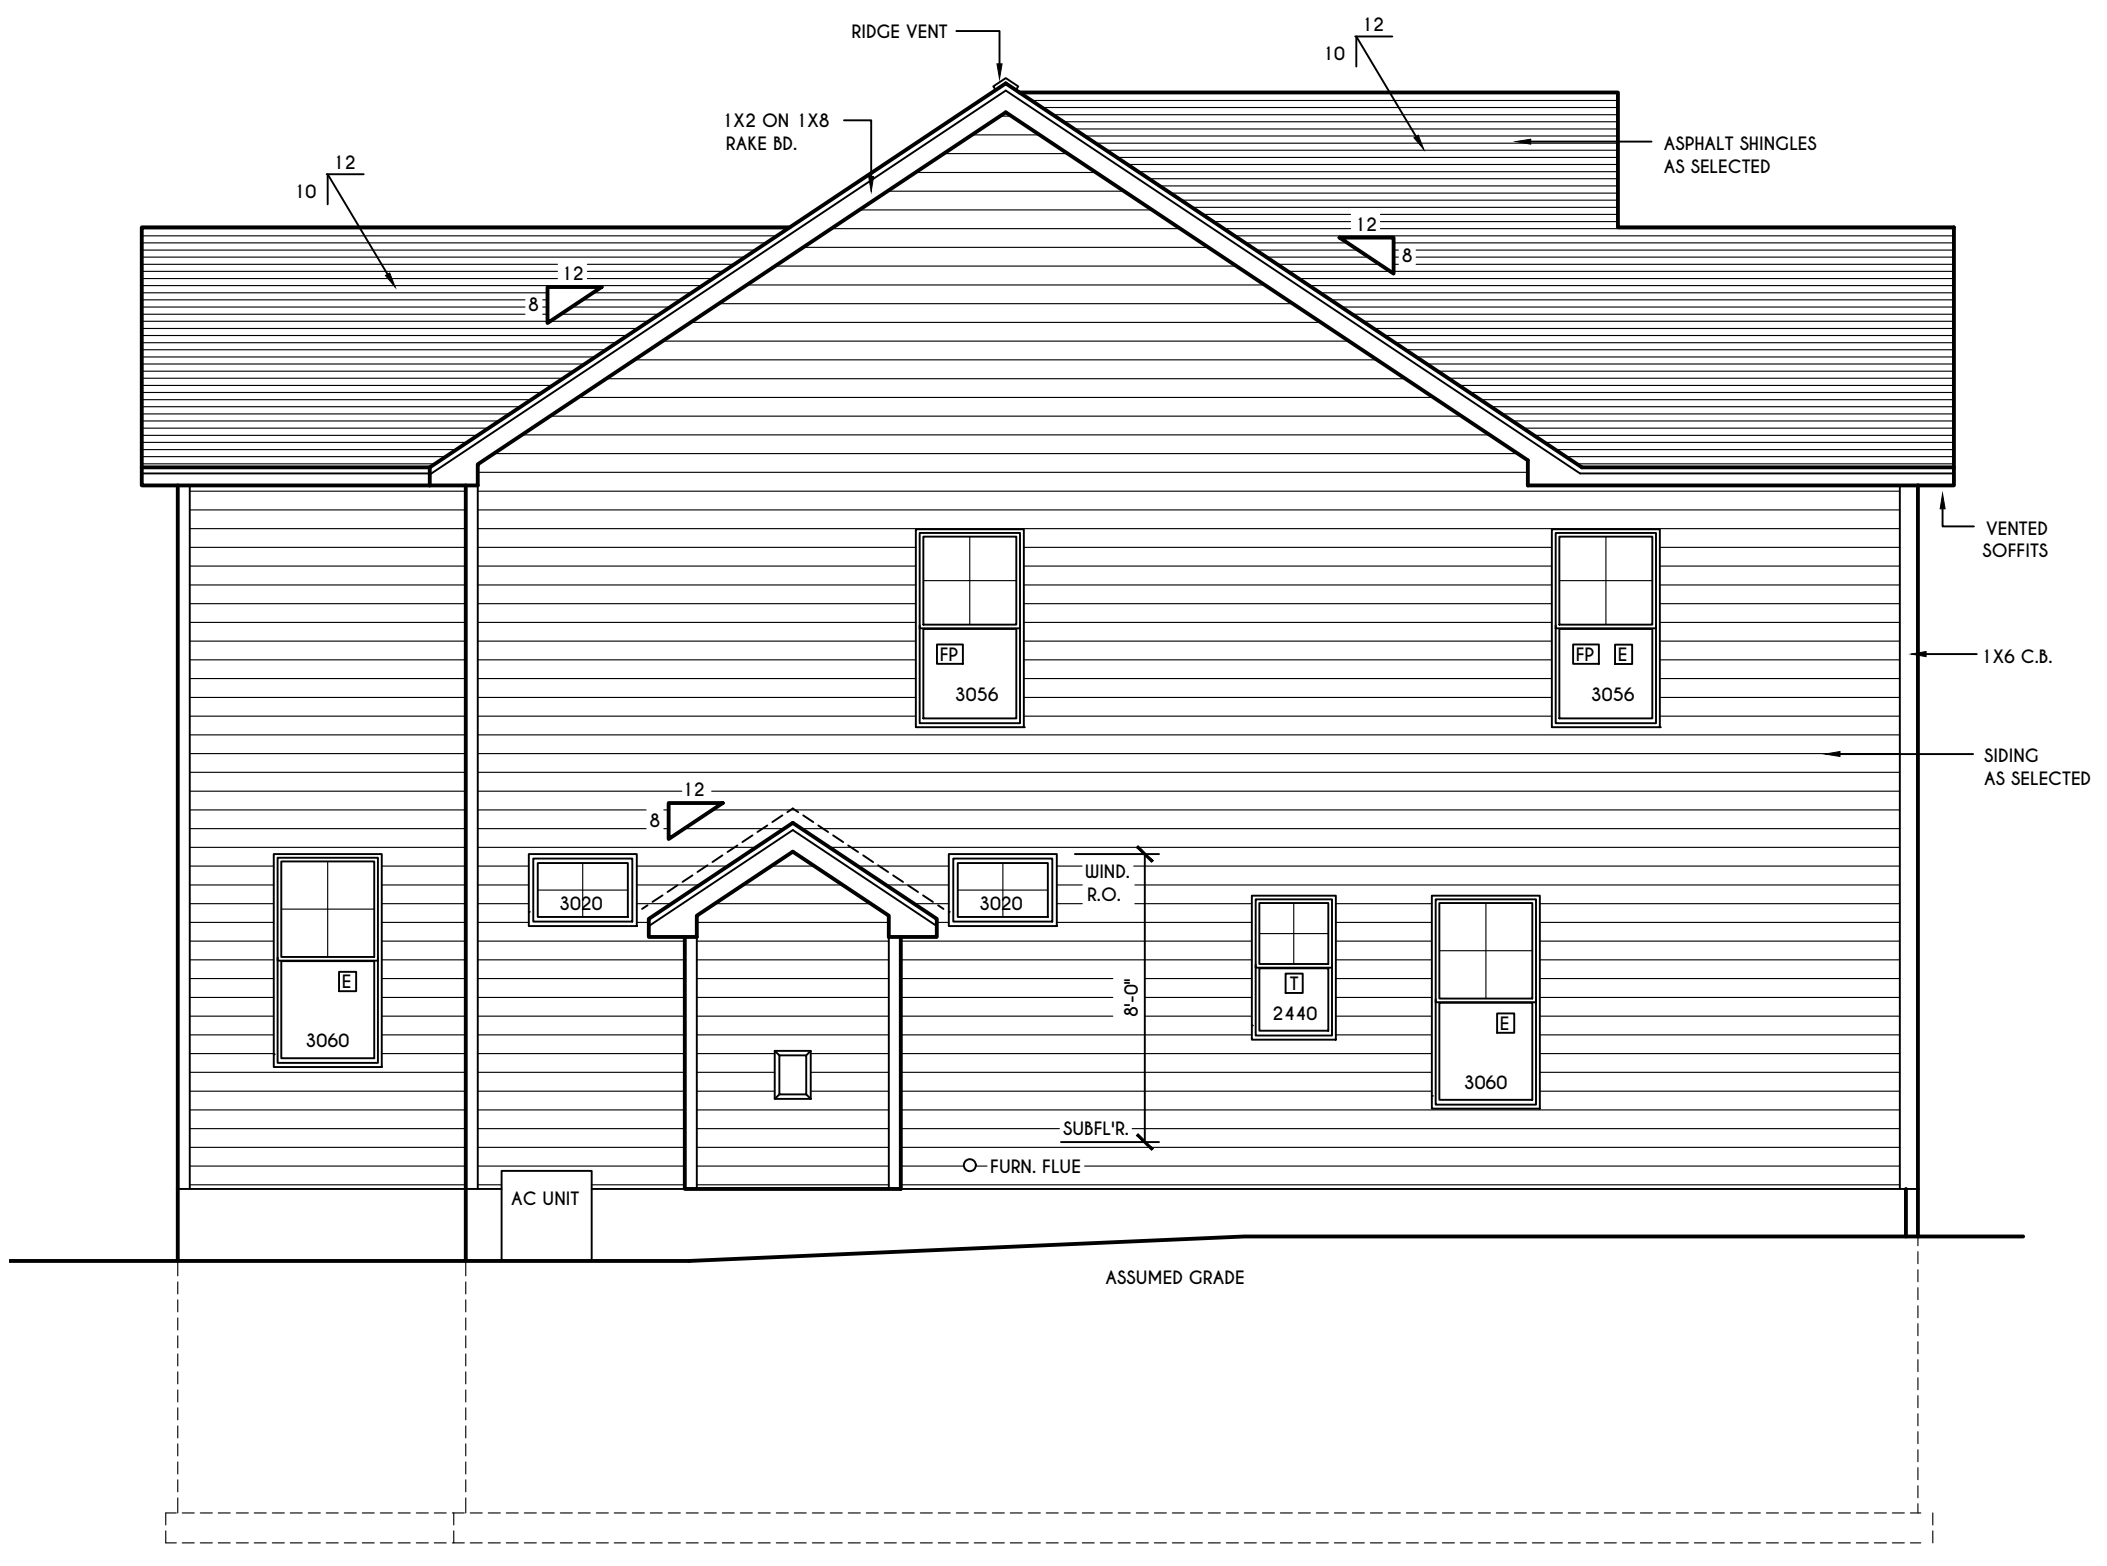 12
10
RIDGE VENT
12
10
1X2 ON 1X8
RAKE BD.
ASPHALT SHINGLES
AS SELECTED
12
8
12
8
VENTED
SOFFITS
FP
3056
FP E
3056
1X6 C.B.
SIDING
AS SELECTED
12
8
3020
3020
WIND.
R.O.
8'-0"
SUBFL'R.
E
3060
T
2440
E
3060
FURN. FLUE
AC UNIT
ASSUMED GRADE